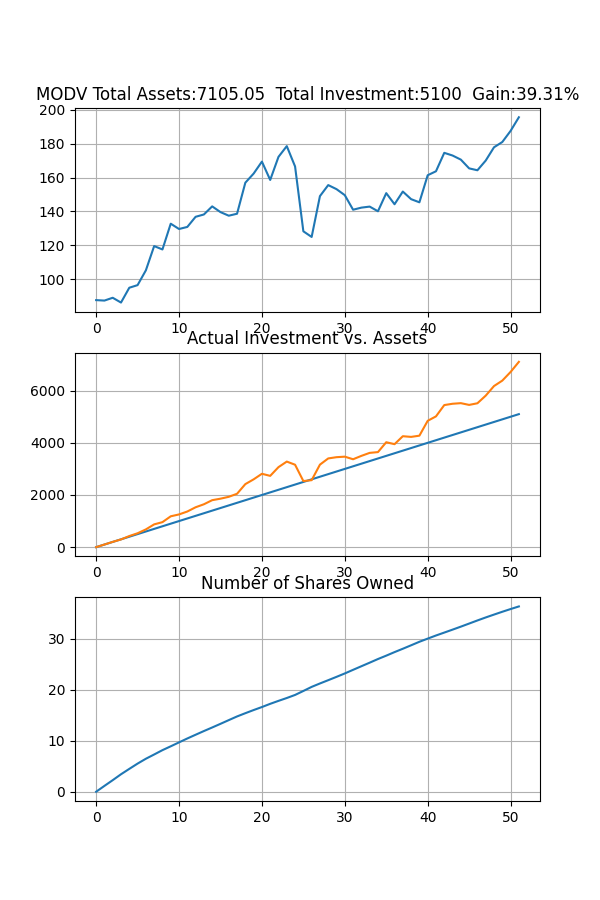 MODV Total Assets:7105.05  Total Investment:5100  Gain:39.31%
200
180
160
140
120
100
0 10 20 30 40 50
Actual Investment vs. Assets
6000
4000
2000
0
0 10 20 30 40 50
Number of Shares Owned
30
20
10
0
0 10 20 30 40 50